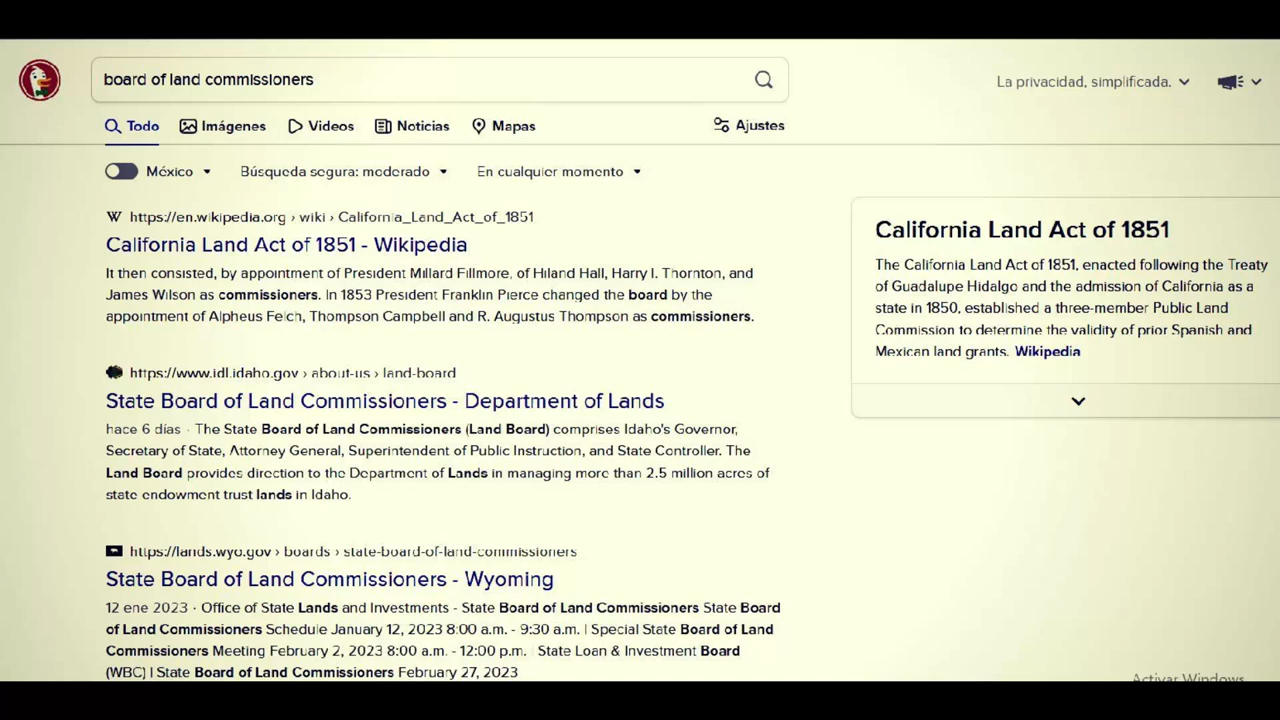 board of land commissioners
La privacidad, simplificada.
Todo
Imágenes
Videos
Noticias
Mapas
Ajustes
México
Búsqueda segura: moderado
En cualquier momento
W https://en.wikipedia.org › wiki › California_Land_Act_of_1851
California Land Act of 1851 - Wikipedia
It then consisted, by appointment of President Millard Fillmore, of Hiland Hall, Harry I. Thornton, and
James Wilson as commissioners. In 1853 President Franklin Pierce changed the board by the
appointment of Alpheus Felch, Thompson Campbell and R. Augustus Thompson as commissioners.
https://www.idl.idaho.gov › about-us › land-board
State Board of Land Commissioners - Department of Lands
hace 6 días · The State Board of Land Commissioners (Land Board) comprises Idaho's Governor,
Secretary of State, Attorney General, Superintendent of Public Instruction, and State Controller. The
Land Board provides direction to the Department of Lands in managing more than 2.5 million acres of
state endowment trust lands in Idaho.
https://lands.wyo.gov › boards › state-board-of-land-commissioners
State Board of Land Commissioners - Wyoming
12 ene 2023 · Office of State Lands and Investments - State Board of Land Commissioners State Board
of Land Commissioners Schedule January 12, 2023 8:00 a.m. - 9:30 a.m. | Special State Board of Land
Commissioners Meeting February 2, 2023 8:00 a.m. - 12:00 p.m. | State Loan & Investment Board
(WBC) | State Board of Land Commissioners February 27, 2023
California Land Act of 1851
The California Land Act of 1851, enacted following the Treaty
of Guadalupe Hidalgo and the admission of California as a
state in 1850, established a three-member Public Land
Commission to determine the validity of prior Spanish and
Mexican land grants. Wikipedia
Activar Windows